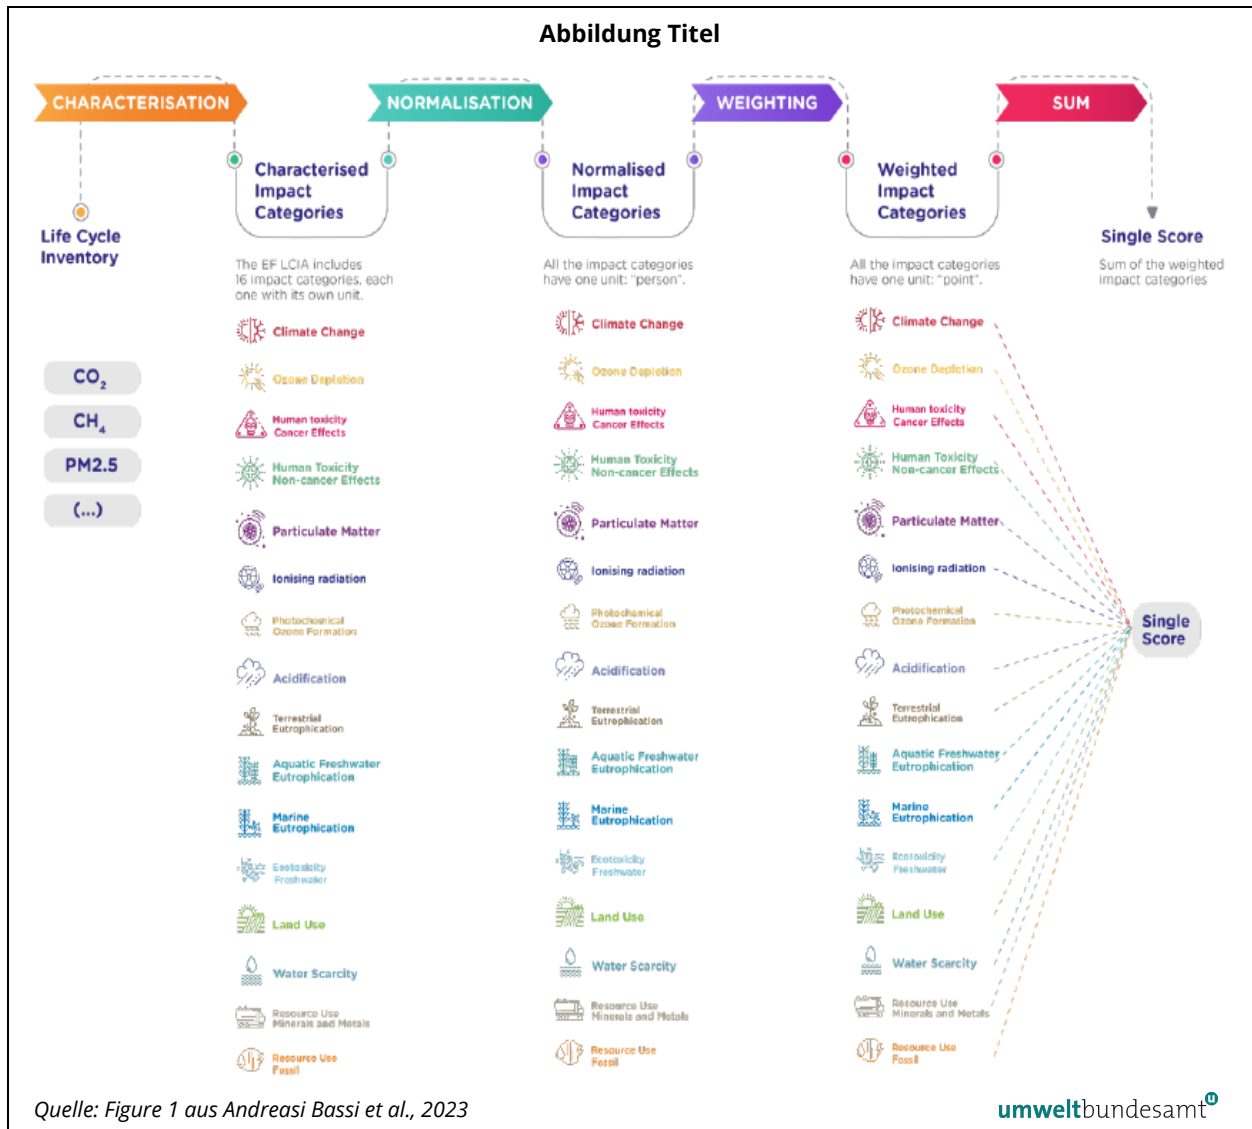 Abbildung Titel
CHARACTERISATION
NORMALISATION
WEIGHTING
SUM
Life Cycle
Inventory
CO2
CH4
PM2.5
(...)
Characterised
Impact
Categories
The EF LCIA includes
16 impact categories, each
one with its own unit.
Climate Change
Ozone Depletion
Human toxicity
Cancer Effects
Human Toxicity
Non-cancer Effects
Particulate Matter
Ionising radiation
Photochemical
Ozone Formation
Acidification
Terrestrial
Eutrophication
Aquatic Freshwater
Eutrophication
Marine
Eutrophication
Ecotoxicity
Freshwater
Land Use
Water Scarcity
Resource Use
Minerals and Metals
Resource Use
Fossil
Normalised
Impact
Categories
All the impact categories
have one unit: "person".
Climate Change
Ozone Depletion
Human toxicity
Cancer Effects
Human Toxicity
Non-cancer Effects
Particulate Matter
Ionising radiation
Photochemical
Ozone Formation
Acidification
Terrestrial
Eutrophication
Aquatic Freshwater
Eutrophication
Marine
Eutrophication
Ecotoxicity
Freshwater
Land Use
Water Scarcity
Resource Use
Minerals and Metals
Resource Use
Fossil
Weighted
Impact
Categories
All the impact categories
have one unit: "point".
Climate Change
Ozone Depletion
Human toxicity
Cancer Effects
Human Toxicity
Non-cancer Effects
Particulate Matter
Ionising radiation
Photochemical
Ozone Formation
Acidification
Terrestrial
Eutrophication
Aquatic Freshwater
Eutrophication
Marine
Eutrophication
Ecotoxicity
Freshwater
Land Use
Water Scarcity
Resource Use
Minerals and Metals
Resource Use
Fossil
Single Score
Sum of the weighted
impact categories
Single
Score
Quelle: Figure 1 aus Andreasi Bassi et al., 2023
umweltbundesamt u